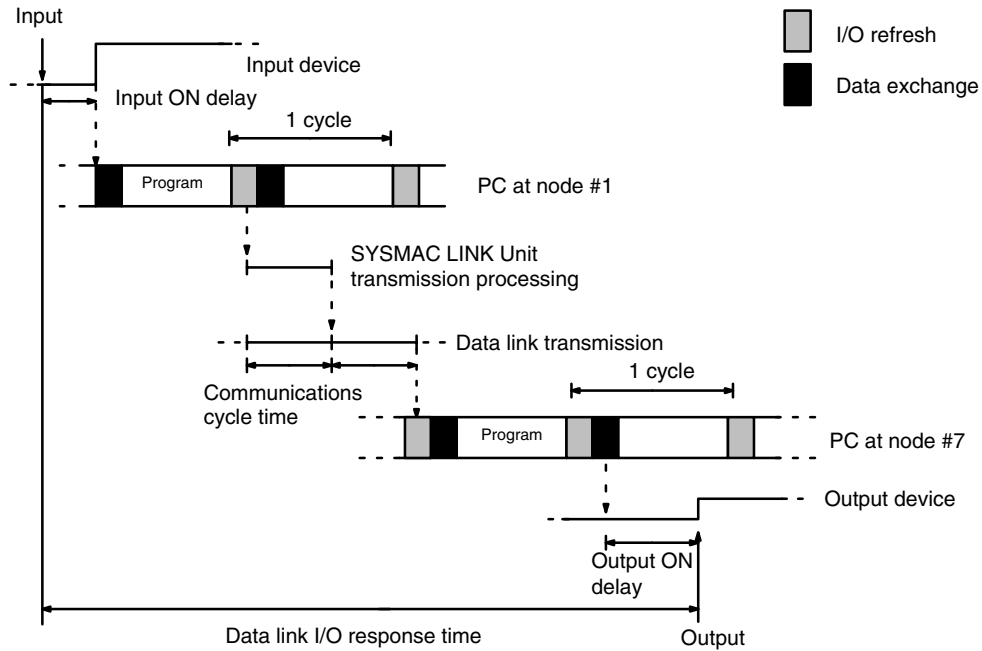 Input
I/O refresh
Input device
Data exchange
Input ON delay
1 cycle
Program
PC at node #1
SYSMAC LINK Unit
transmission processing
Data link transmission
1 cycle
Communications
cycle time
Program
PC at node #7
Output device
Output ON
delay
Data link I/O response time
Output